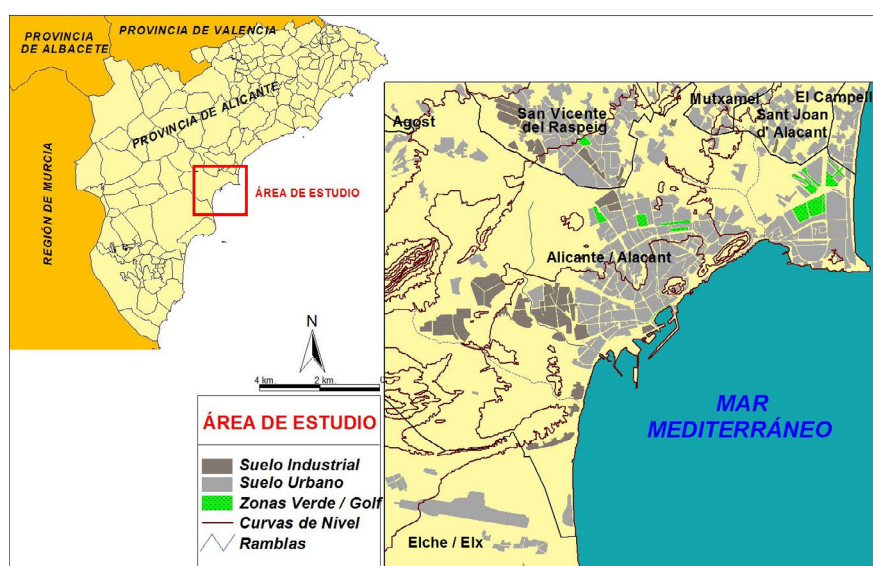 PROVINCIA
DE ALBACETE
PROVINCIA DE VALENCIA
PROVINCIA DE ALICANTE
REGIÓN DE MURCIA
ÁREA DE ESTUDIO
N
4 km. 2 km. 0
ÁREA DE ESTUDIO
Suelo Industrial
Suelo Urbano
Zonas Verde / Golf
Curvas de Nivel
Ramblas
Agost
San Vicente
del Raspeig
Mutxamel
El Campell
Sant Joan
d' Alacant
Alicante / Alacant
MAR
MEDITERRÁNEO
Elche / Elx